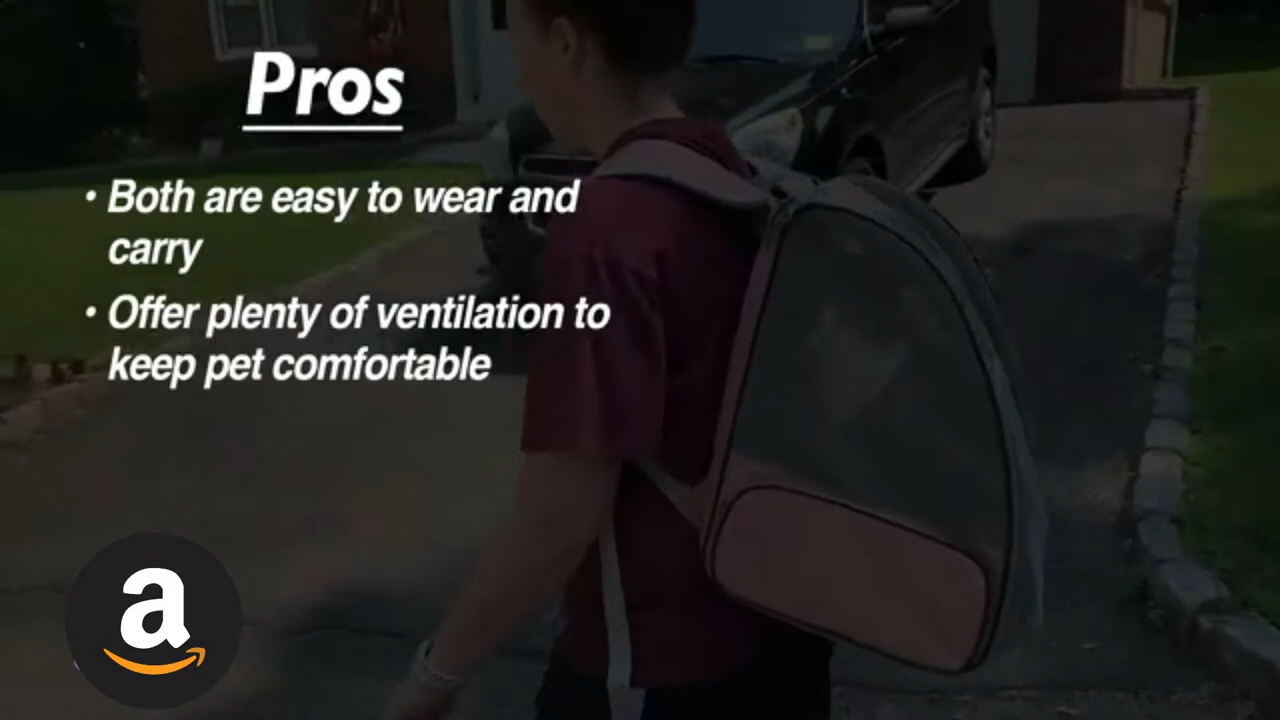 Pros
• Both are easy to wear and
carry
• Offer plenty of ventilation to
keep pet comfortable
a